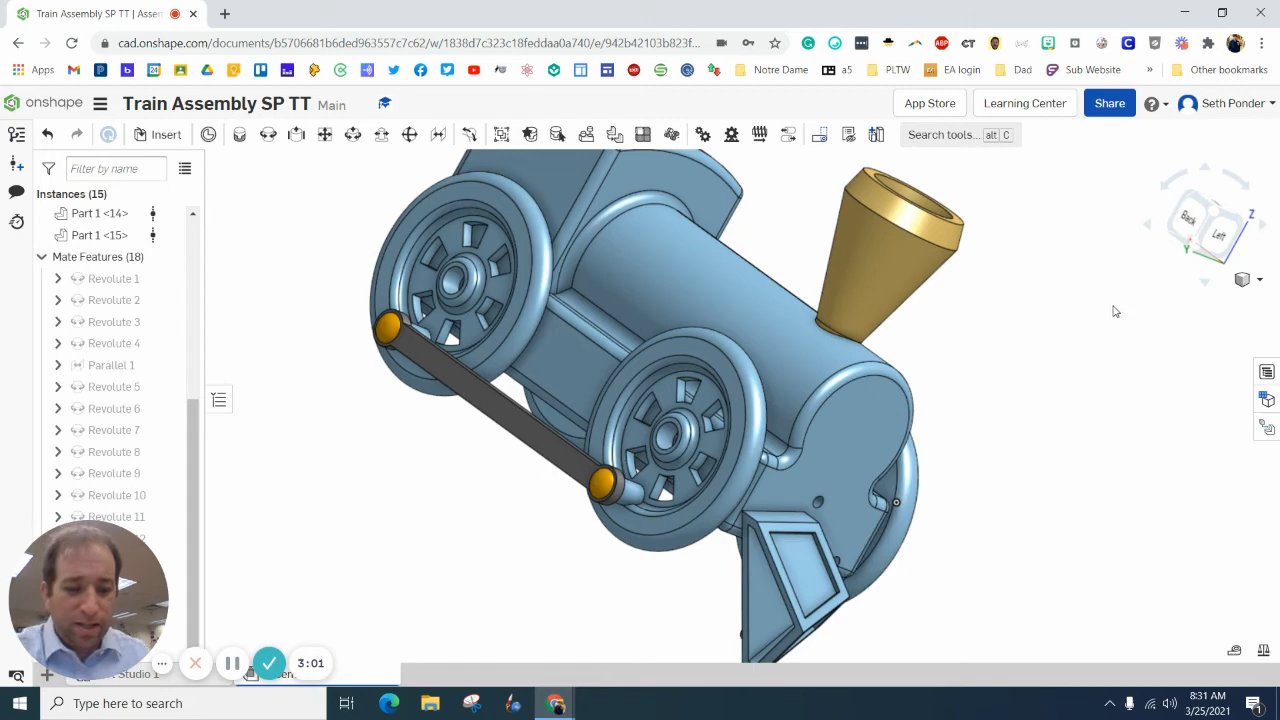 Train Assembly SP TT | Assem
cad.onshape.com/documents/b5706681b6ded963557c7c62/w/1838d7c323c18feddaa0a740/e/942b42103b823f...
Apps
Notre Dame
a5
PLTW
EA login
Dad
Sub Website
»
Other bookmarks
onshape
Train Assembly SP TT
Main
App Store
Learning Center
Share
Seth Ponder
Insert
Search tools...
alt
C
Filter by name
Instances (15)
Part 1 <14>
Part 1 <15>
Mate Features (18)
Revolute 1
Revolute 2
Revolute 3
Revolute 4
Parallel 1
Revolute 5
Revolute 6
Revolute 7
Revolute 8
Revolute 9
Revolute 10
Revolute 11
Back
Left
Z
Y
3:01
Type here to search
8:31 AM
3/25/2021